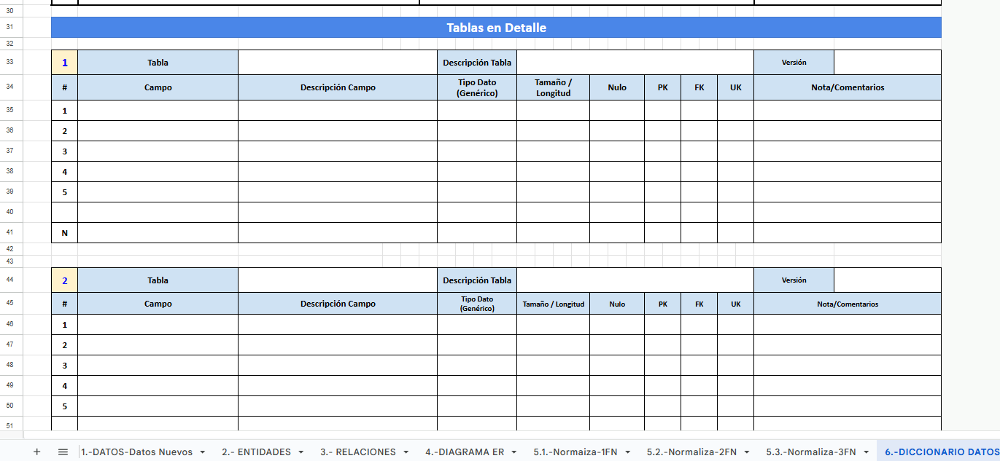 30
31 Tablas en Detalle
32
33 1 Tabla Descripción Tabla Versión
34 # Campo Descripción Campo Tipo Dato (Genérico) Tamaño / Longitud Nulo PK FK UK Nota/Comentarios
35 1
36 2
37 3
38 4
39 5
40
41 N
42
43
44 2 Tabla Descripción Tabla Versión
45 # Campo Descripción Campo Tipo Dato (Genérico) Tamaño / Longitud Nulo PK FK UK Nota/Comentarios
46 1
47 2
48 3
49 4
50 5
51
+ 1.-DATOS-Datos Nuevos 2.- ENTIDADES 3.- RELACIONES 4.-DIAGRAMA ER 5.1.-Normaiza-1FN 5.2.-Normaliza-2FN 5.3.-Normaliza-3FN 6.-DICCIONARIO DATOS